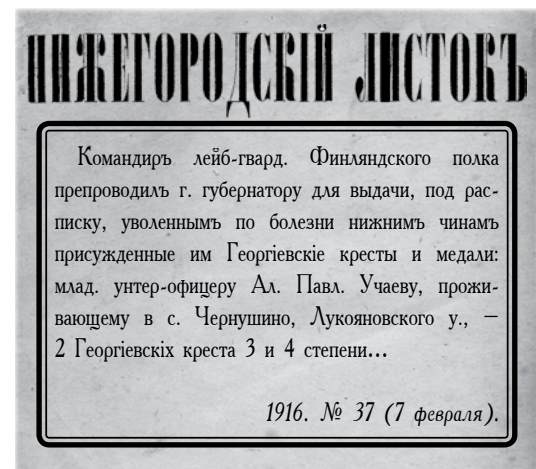 НИЖЕГОРОДСКІЙ ЛИСТОКЪ
Командиръ лейб-гвард. Финляндского полка
препроводилъ г. губернатору для выдачи, под рас-
писку, уволеннымъ по болезни нижнимъ чинамъ
присужденные им Георгіевскіе кресты и медали:
млад. унтер-офицеру Ал. Павл. Учаеву, прожи-
вающему в с. Чернушино, Лукояновского у., –
2 Георгіевскіх креста 3 и 4 степени...
1916. № 37 (7 февраля).